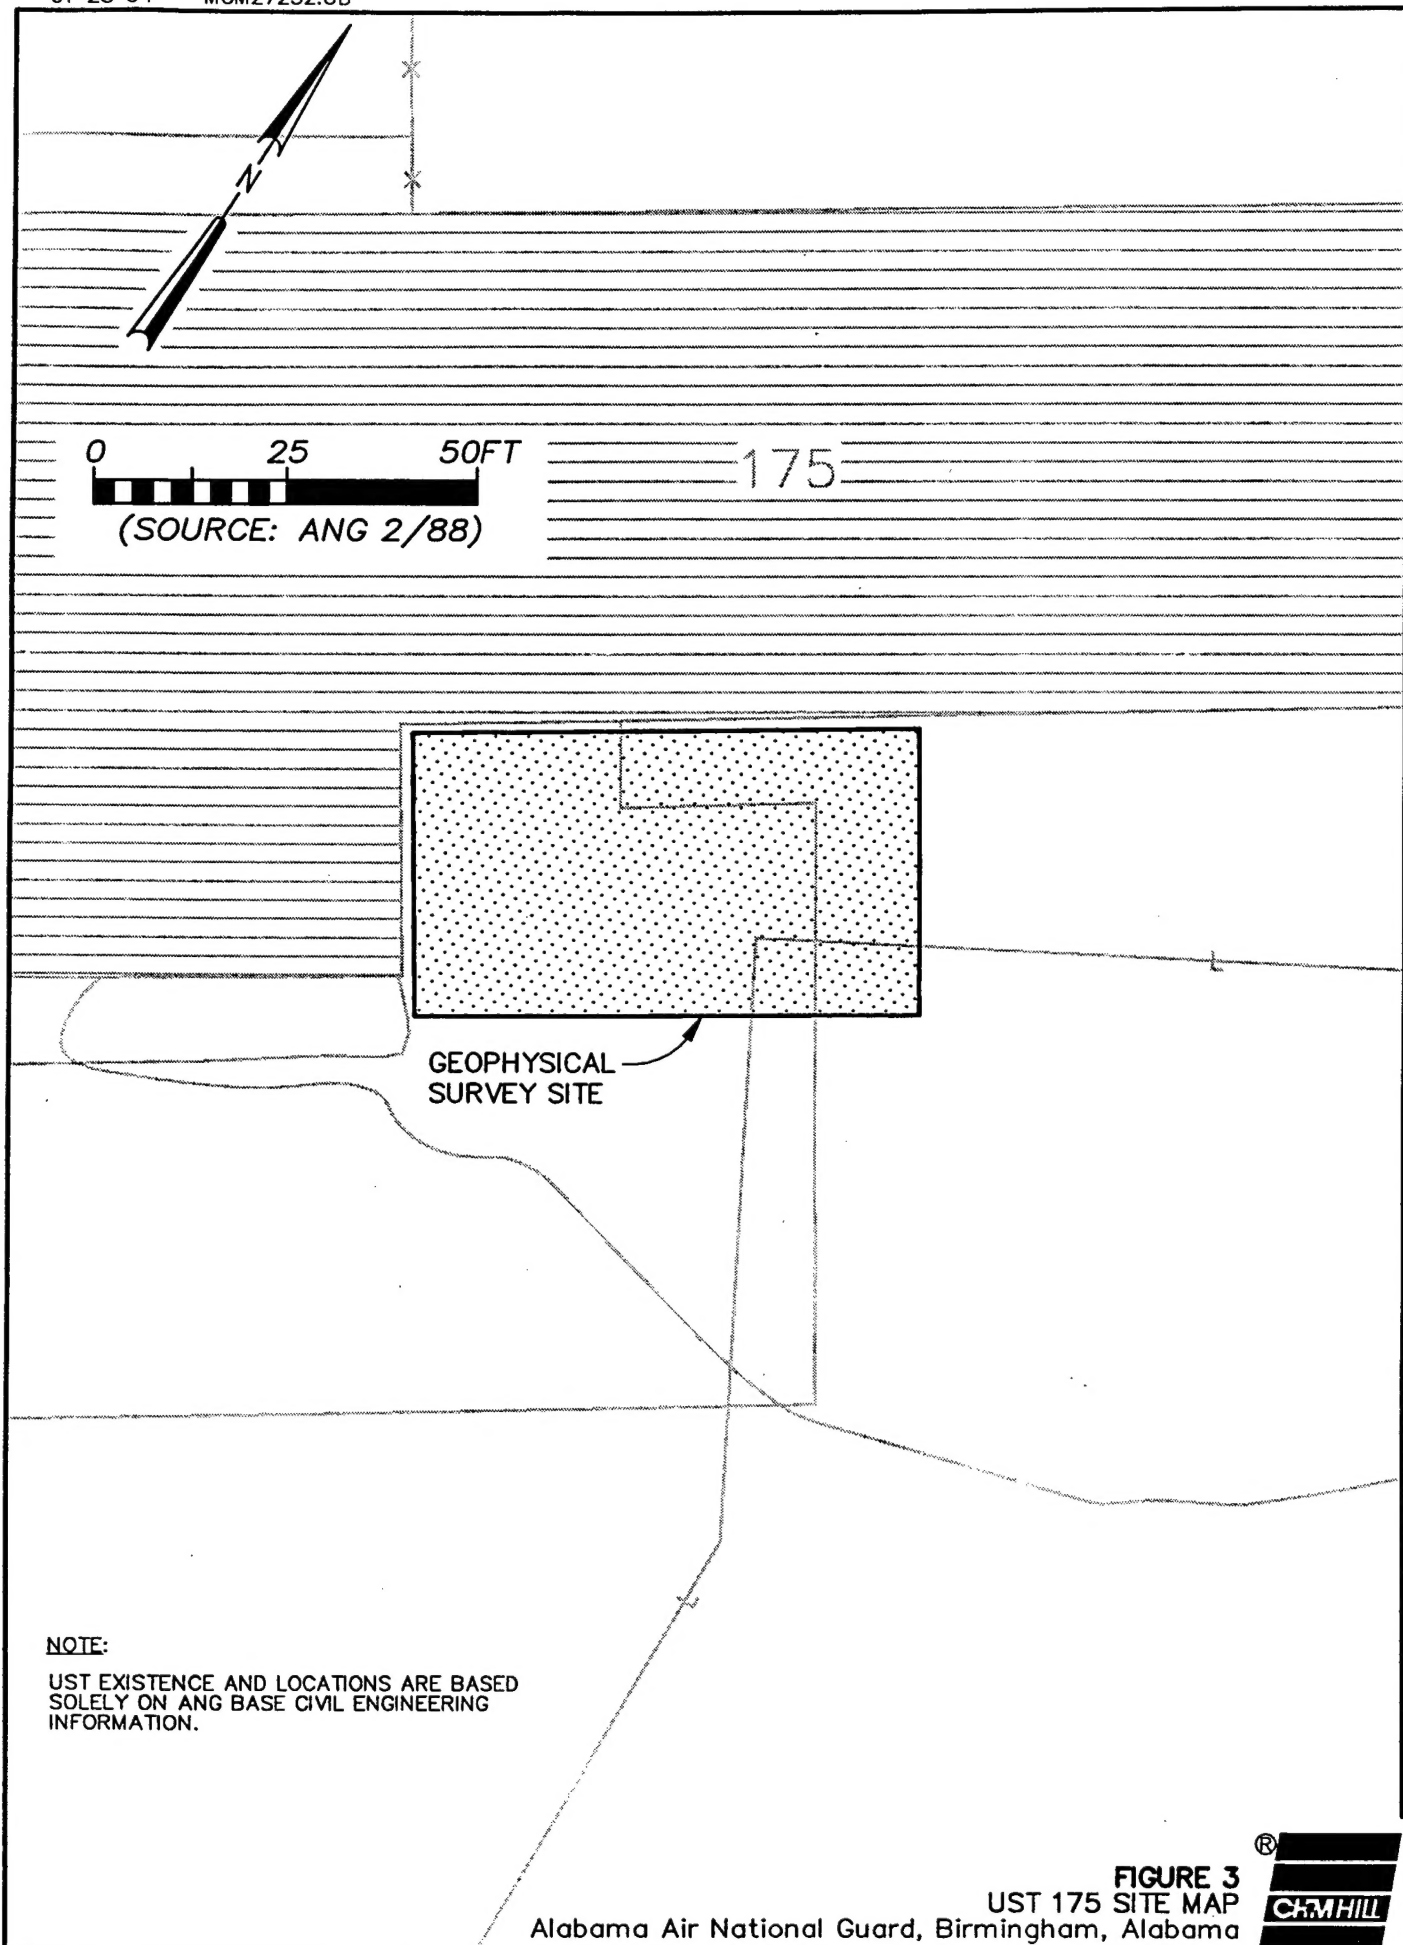 N
0 25 50FT
(SOURCE: ANG 2/88)
175
GEOPHYSICAL
SURVEY SITE
NOTE:
UST EXISTENCE AND LOCATIONS ARE BASED
SOLELY ON ANG BASE CIVIL ENGINEERING
INFORMATION.
®
FIGURE 3
UST 175 SITE MAP
CH2MHILL
Alabama Air National Guard, Birmingham, Alabama